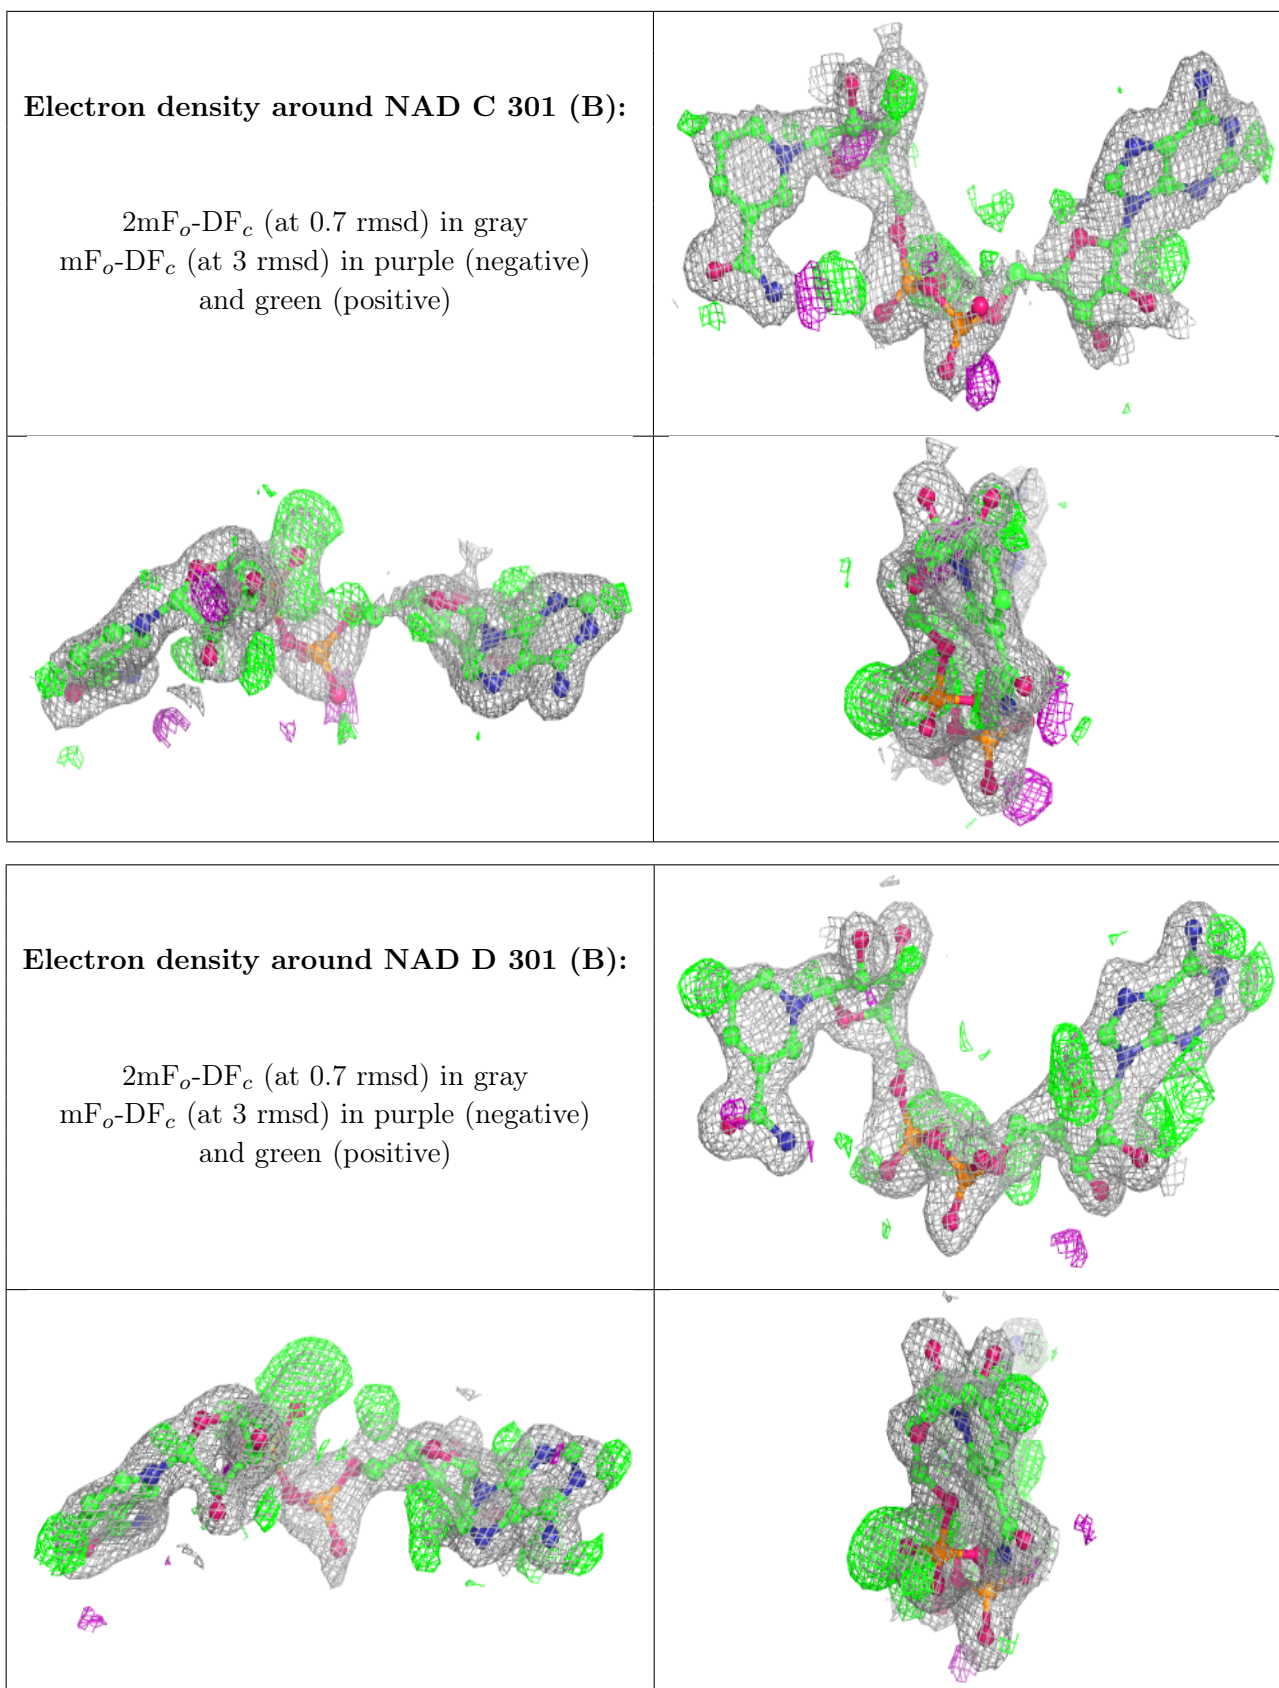 Electron density around NAD C 301 (B):
2mFₒ-DF𝒸 (at 0.7 rmsd) in gray
mFₒ-DF𝒸 (at 3 rmsd) in purple (negative)
and green (positive)
Electron density around NAD D 301 (B):
2mFₒ-DF𝒸 (at 0.7 rmsd) in gray
mFₒ-DF𝒸 (at 3 rmsd) in purple (negative)
and green (positive)